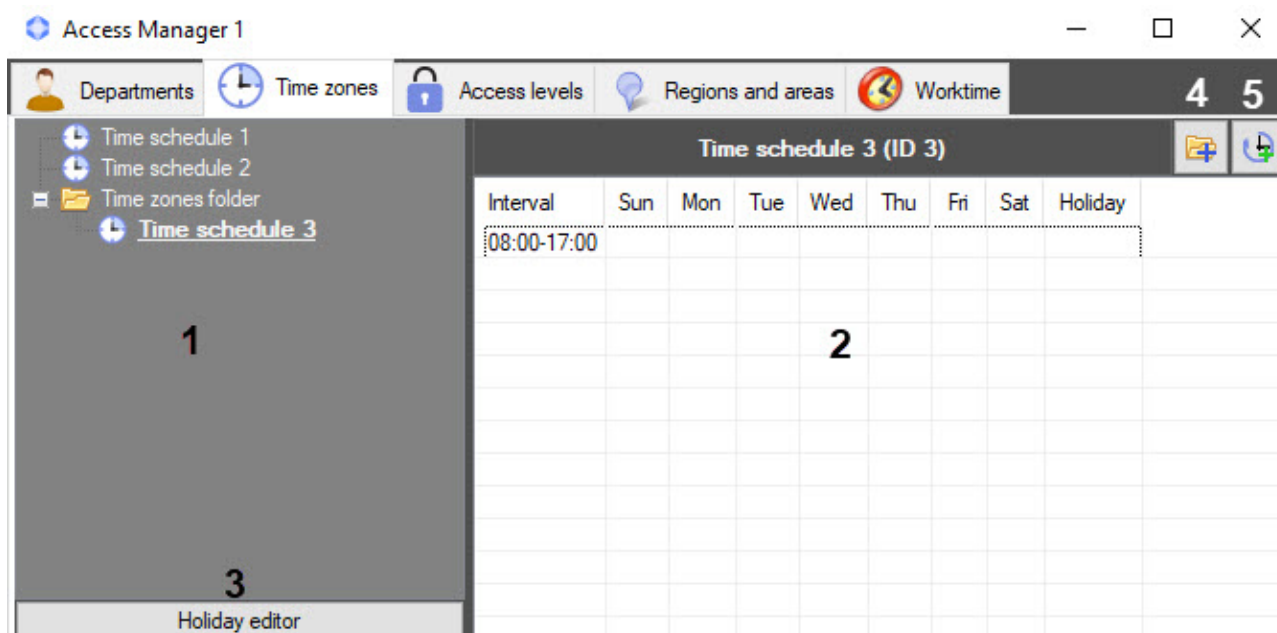 Access Manager 1
Departments Time zones Access levels Regions and areas Worktime 4 5
Time schedule 1
Time schedule 2
Time zones folder
Time schedule 3
1
3
Holiday editor
Time schedule 3 (ID 3)
Interval Sun Mon Tue Wed Thu Fri Sat Holiday
08:00-17:00
2